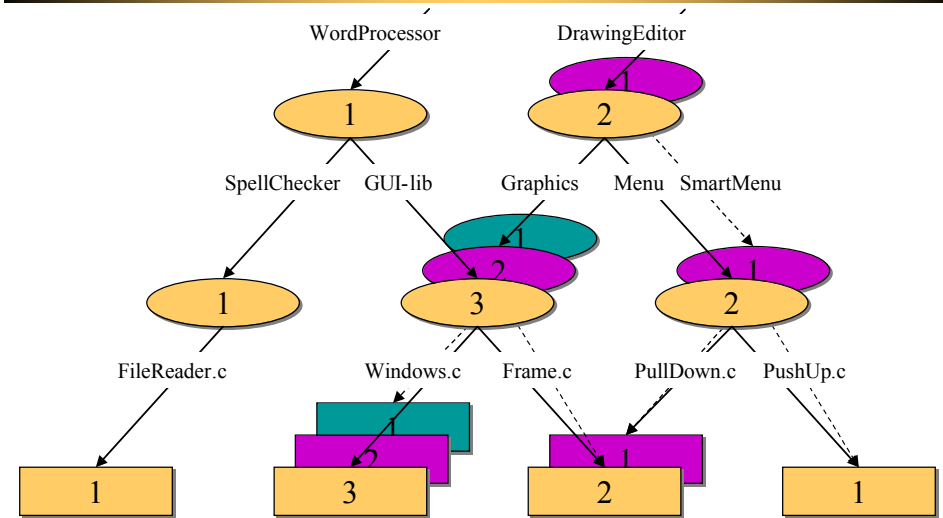 WordProcessor
DrawingEditor
1
1
2
SpellChecker
GUI-lib
Graphics
Menu
SmartMenu
1
2
1
1
3
2
FileReader.c
Windows.c
Frame.c
PullDown.c
PushUp.c
1
2
1
1
3
2
1